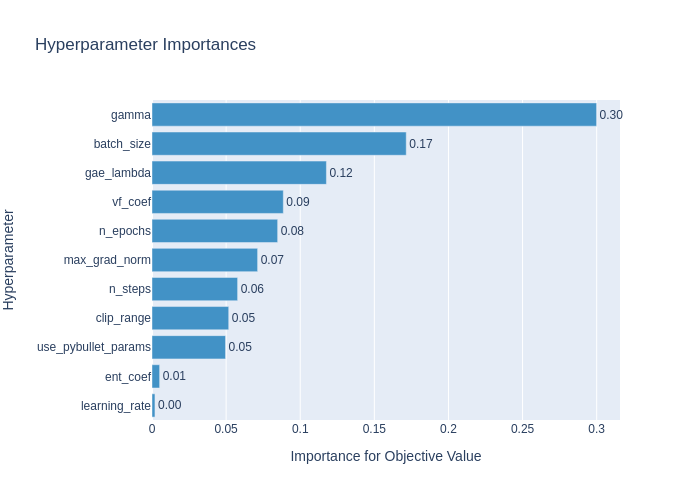 Hyperparameter Importances
Hyperparameter
gamma 0.30
batch_size 0.17
gae_lambda 0.12
vf_coef 0.09
n_epochs 0.08
max_grad_norm 0.07
n_steps 0.06
clip_range 0.05
use_pybullet_params 0.05
ent_coef 0.01
learning_rate 0.00
0 0.05 0.1 0.15 0.2 0.25 0.3
Importance for Objective Value